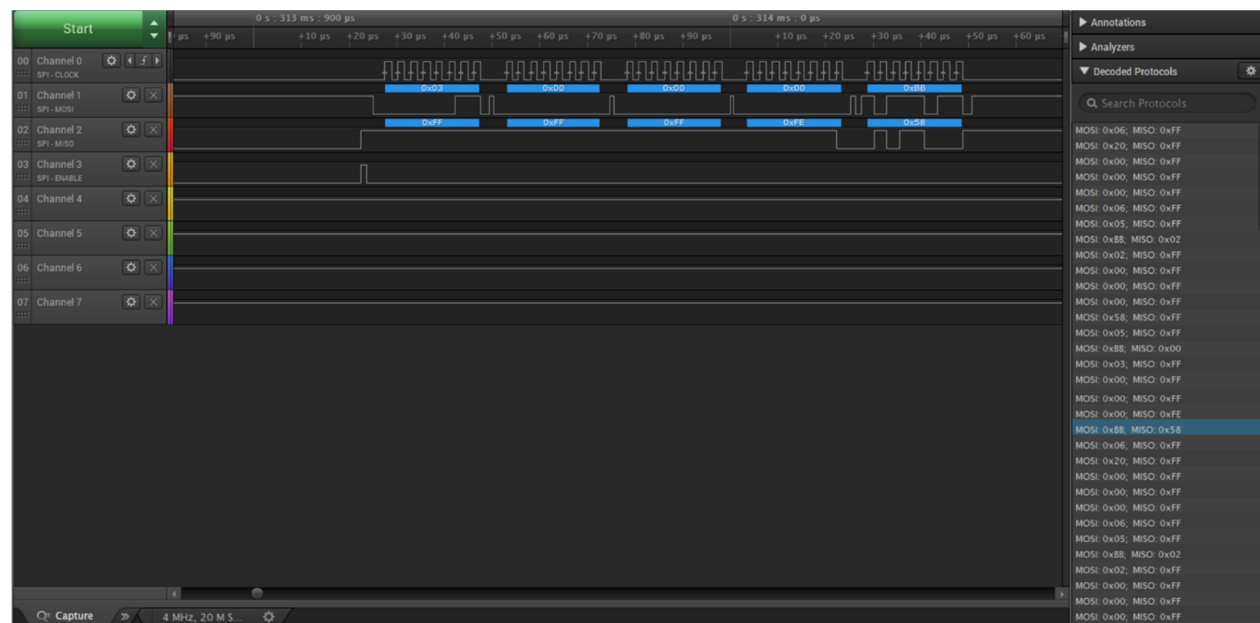 Start
0 s : 313 ms : 900 µs
0 s : 314 ms : 0 µs
µs +90 µs +10 µs +20 µs +30 µs +40 µs +50 µs +60 µs +70 µs +80 µs +90 µs +10 µs +20 µs +30 µs +40 µs +50 µs +60 µs
00 Channel 0
SPI - CLOCK
01 Channel 1
SPI - MOSI
0x03 0x00 0x00 0x00 0xBB
02 Channel 2
SPI - MISO
0xFF 0xFF 0xFF 0xFE 0x58
03 Channel 3
SPI - ENABLE
04 Channel 4
05 Channel 5
06 Channel 6
07 Channel 7
Capture
4 MHz, 20 M S...
Annotations
Analyzers
Decoded Protocols
Search Protocols
MOSI: 0x06; MISO: 0xFF
MOSI: 0x20; MISO: 0xFF
MOSI: 0x00; MISO: 0xFF
MOSI: 0x00; MISO: 0xFF
MOSI: 0x00; MISO: 0xFF
MOSI: 0x06; MISO: 0xFF
MOSI: 0x05; MISO: 0xFF
MOSI: 0xBB; MISO: 0x02
MOSI: 0x02; MISO: 0xFF
MOSI: 0x00; MISO: 0xFF
MOSI: 0x00; MISO: 0xFF
MOSI: 0x00; MISO: 0xFF
MOSI: 0x58; MISO: 0xFF
MOSI: 0x05; MISO: 0xFF
MOSI: 0xBB; MISO: 0x00
MOSI: 0x03; MISO: 0xFF
MOSI: 0x00; MISO: 0xFF
MOSI: 0x00; MISO: 0xFF
MOSI: 0x00; MISO: 0xFE
MOSI: 0xBB; MISO: 0x58
MOSI: 0x06; MISO: 0xFF
MOSI: 0x20; MISO: 0xFF
MOSI: 0x00; MISO: 0xFF
MOSI: 0x00; MISO: 0xFF
MOSI: 0x00; MISO: 0xFF
MOSI: 0x06; MISO: 0xFF
MOSI: 0x05; MISO: 0xFF
MOSI: 0xBB; MISO: 0x02
MOSI: 0x02; MISO: 0xFF
MOSI: 0x00; MISO: 0xFF
MOSI: 0x00; MISO: 0xFF
MOSI: 0x00; MISO: 0xFF